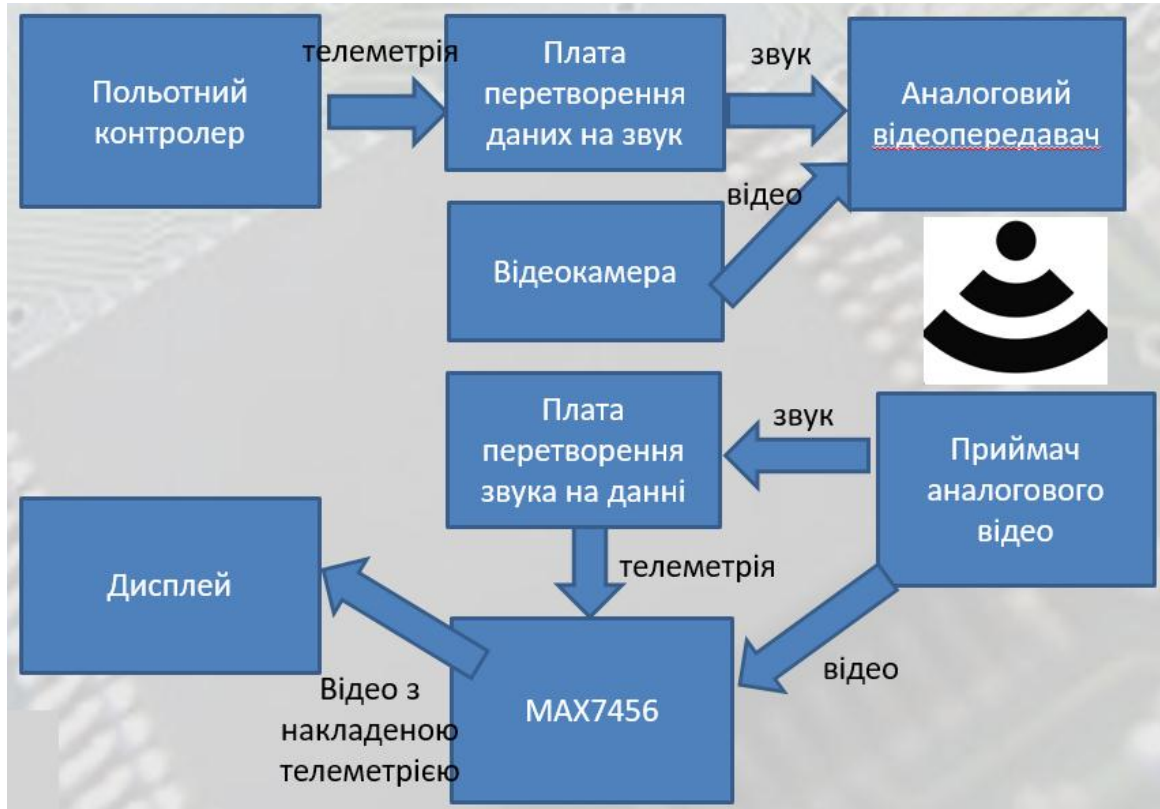 телеметрія
Польотний
контролер
Плата
перетворення
даних на звук
звук
Аналоговий
відеопередавач
відео
Відеокамера
Плата
перетворення
звука на данні
звук
Приймач
аналогового
відео
Дисплей
телеметрія
відео
Відео з
накладеною
телеметрією
MAX7456